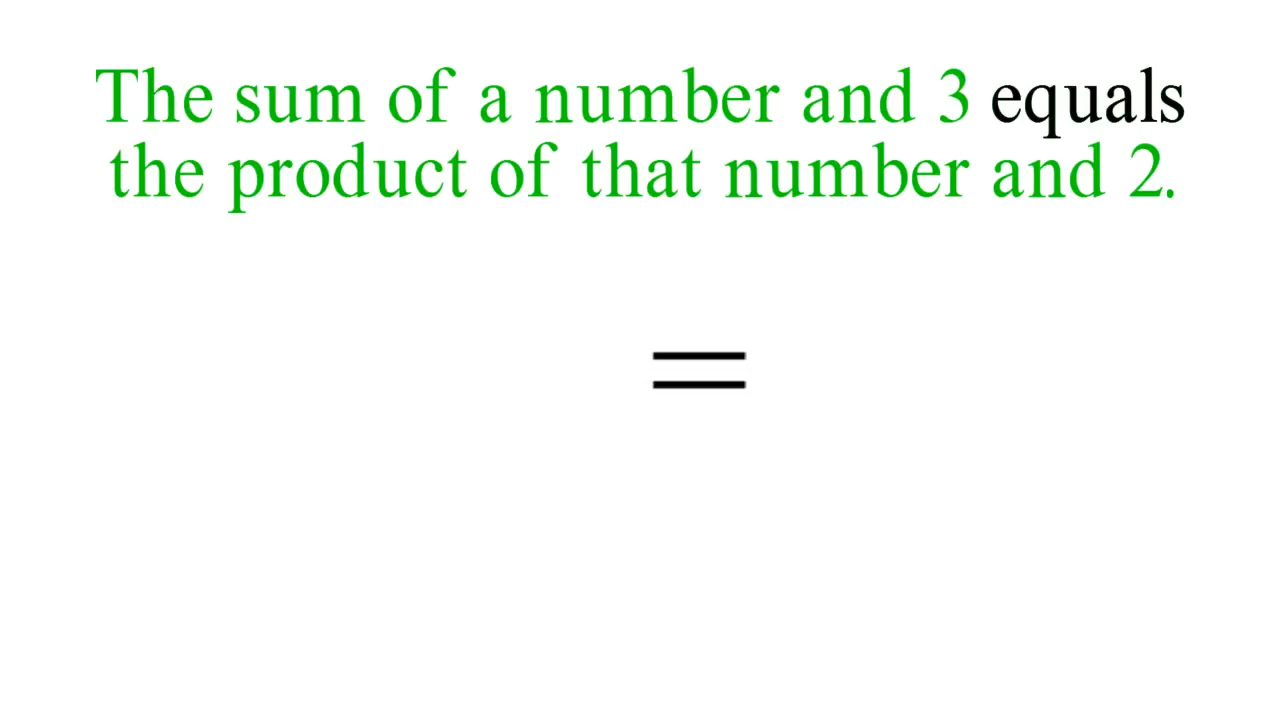 The sum of a number and 3 equals
the product of that number and 2.
=